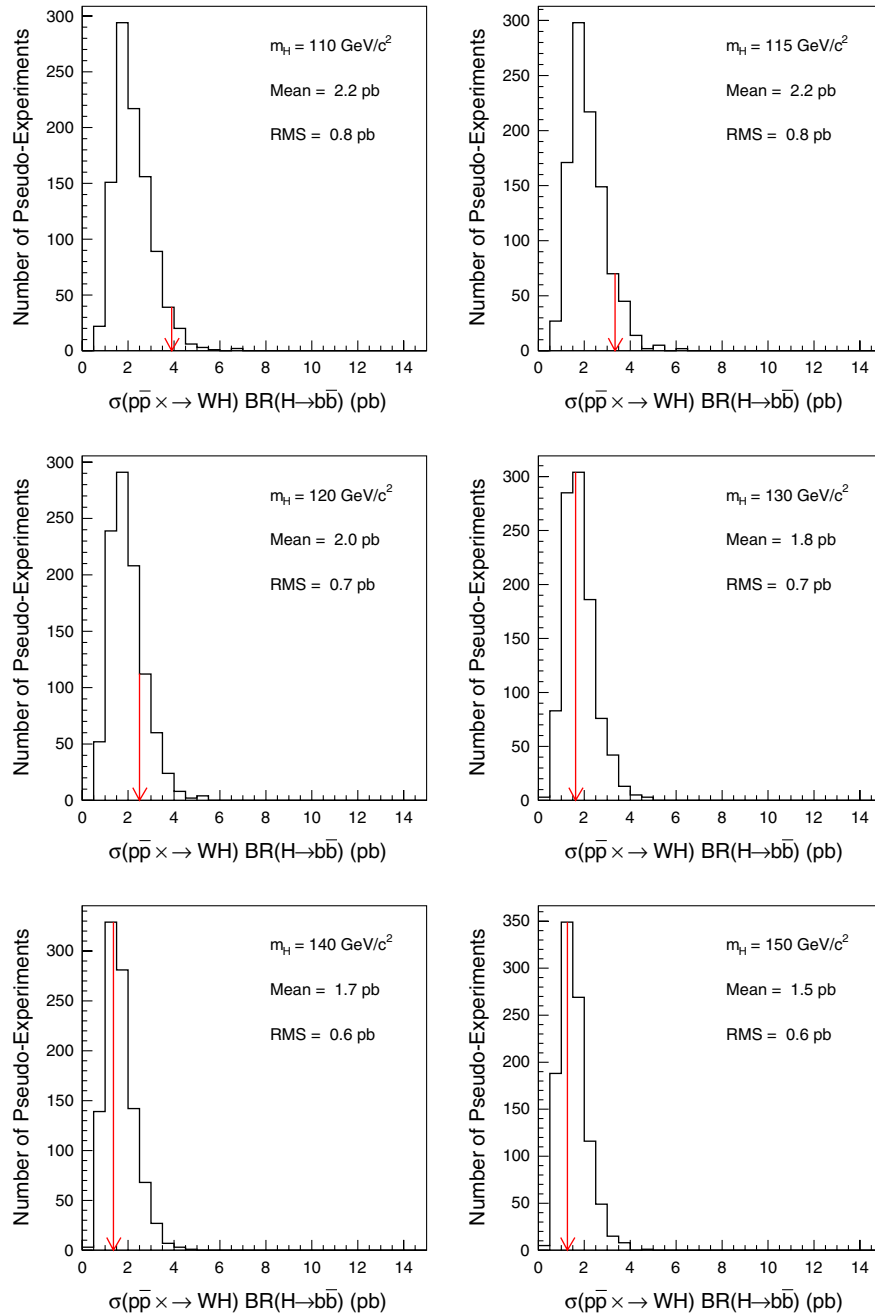 Number of Pseudo-Experiments
300
250
200
150
100
50
0
m_H = 110 GeV/c²
Mean = 2.2 pb
RMS = 0.8 pb
0 2 4 6 8 10 12 14
σ(pp̅ × → WH) BR(H→bb̅) (pb)
Number of Pseudo-Experiments
300
250
200
150
100
50
0
m_H = 115 GeV/c²
Mean = 2.2 pb
RMS = 0.8 pb
0 2 4 6 8 10 12 14
σ(pp̅ × → WH) BR(H→bb̅) (pb)
Number of Pseudo-Experiments
300
250
200
150
100
50
0
m_H = 120 GeV/c²
Mean = 2.0 pb
RMS = 0.7 pb
0 2 4 6 8 10 12 14
σ(pp̅ × → WH) BR(H→bb̅) (pb)
Number of Pseudo-Experiments
300
250
200
150
100
50
0
m_H = 130 GeV/c²
Mean = 1.8 pb
RMS = 0.7 pb
0 2 4 6 8 10 12 14
σ(pp̅ × → WH) BR(H→bb̅) (pb)
Number of Pseudo-Experiments
300
250
200
150
100
50
0
m_H = 140 GeV/c²
Mean = 1.7 pb
RMS = 0.6 pb
0 2 4 6 8 10 12 14
σ(pp̅ × → WH) BR(H→bb̅) (pb)
Number of Pseudo-Experiments
350
300
250
200
150
100
50
0
m_H = 150 GeV/c²
Mean = 1.5 pb
RMS = 0.6 pb
0 2 4 6 8 10 12 14
σ(pp̅ × → WH) BR(H→bb̅) (pb)